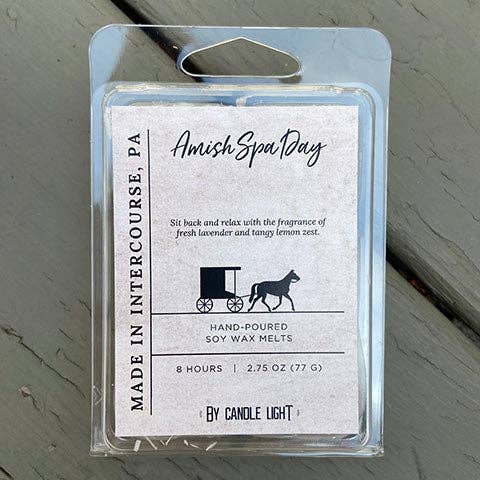 MADE IN INTERCOURSE, PA
Amish Spa Day
Sit back and relax with the fragrance of
fresh lavender and tangy lemon zest.
HAND-POURED
SOY WAX MELTS
8 HOURS | 2.75 OZ (77 G)
BY CANDLE LIGHT